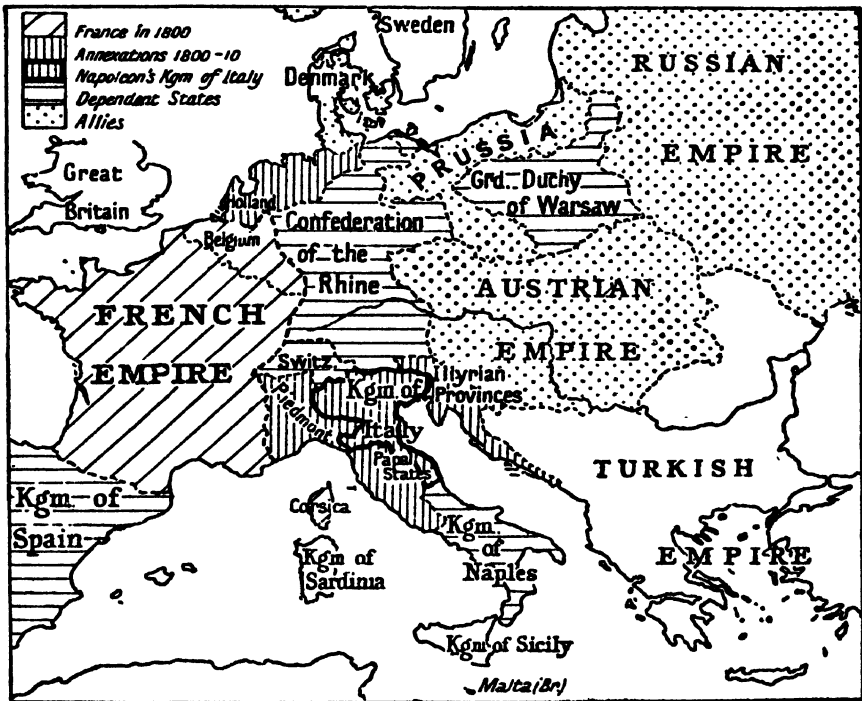 France in 1800
Annexations 1800-10
Napoleon's Kgm of Italy
Dependent States
Allies
Sweden
Denmark
RUSSIAN
EMPIRE
PRUSSIA
Great
Britain
Holland
Grd. Duchy
of Warsaw
Belgium
Confederation
of the
Rhine
AUSTRIAN
EMPIRE
FRENCH
EMPIRE
Switz.
Illyrian
Provinces
Piedmont
Kgm of
Italy
Papal
States
TURKISH
EMPIRE
Kgm of
Spain
Corsica
Kgm of
Sardinia
Kgm.
of
Naples
Kgm of Sicily
Malta (Br.)